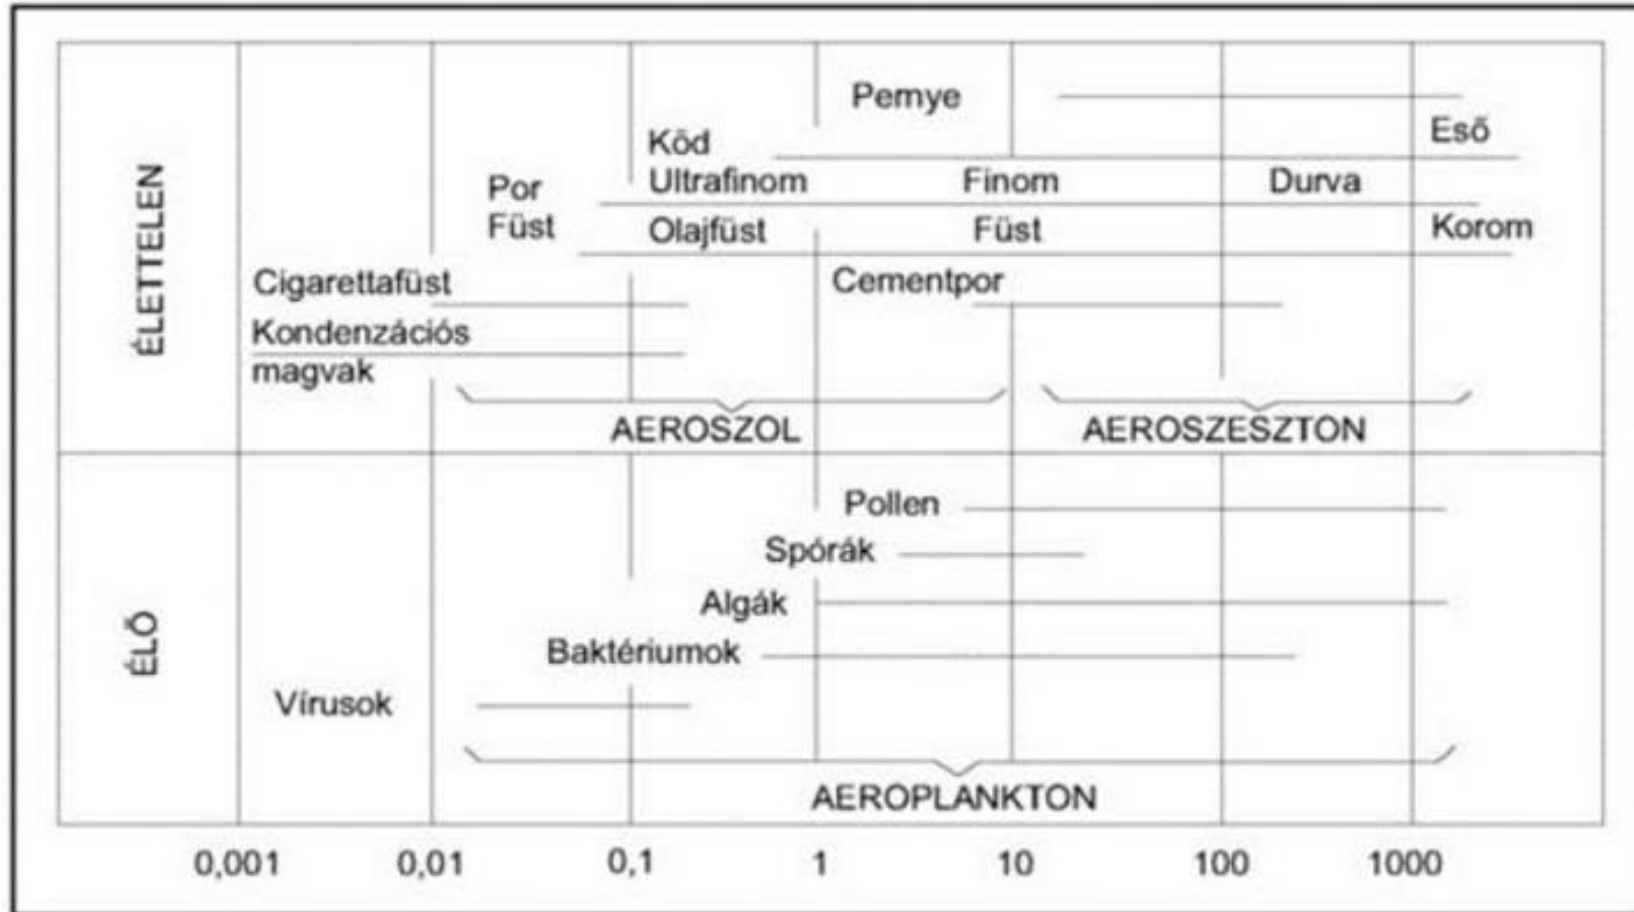 Pernye
Eső
Köd
Ultrafinom Finom Durva
Por
Füst
Olajfüst Füst Korom
Cigarettafüst Cementpor
Kondenzációs
magvak
AEROSZOL AEROSZESZTON
ÉLETTELEN
Pollen
Spórák
Algák
Baktériumok
Vírusok
AEROPLANKTON
ÉLŐ
0,001 0,01 0,1 1 10 100 1000